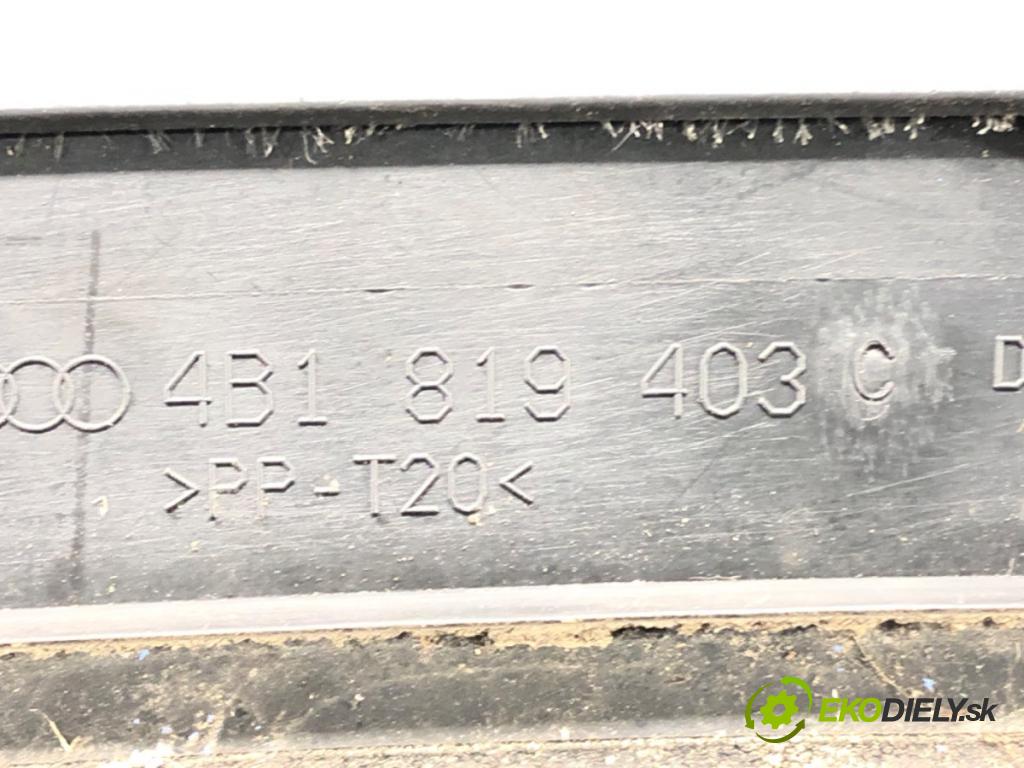 4B1 819 403 C D
>PP-T20<
EKODIELY.sk